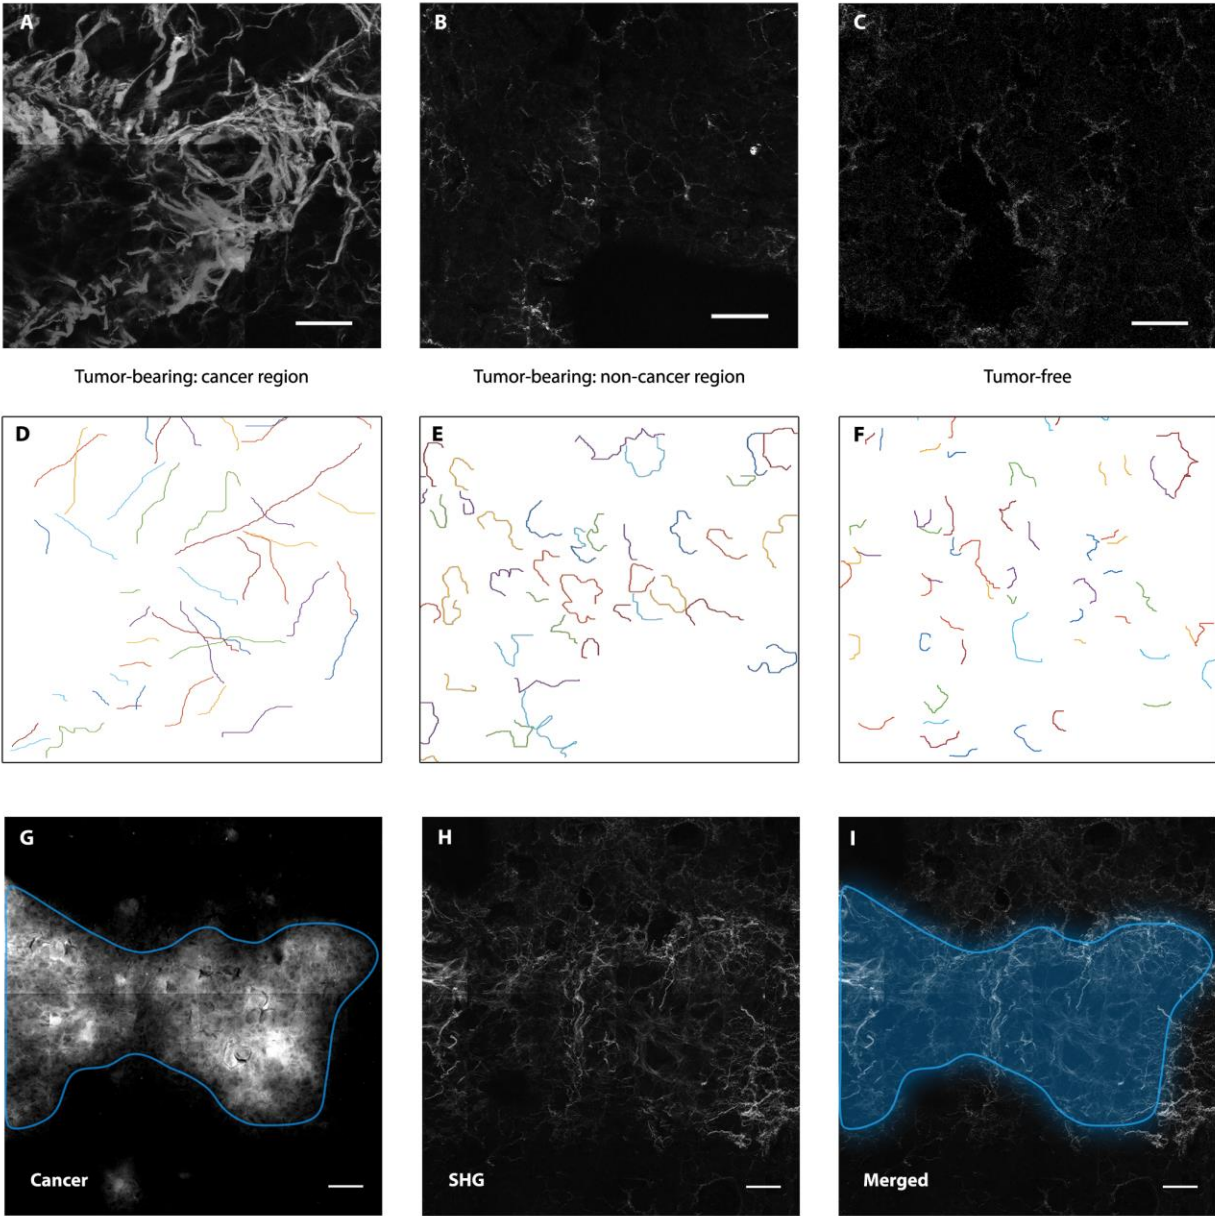 A
B
C
Tumor-bearing: cancer region
Tumor-bearing: non-cancer region
Tumor-free
D
E
F
G
H
I
Cancer
SHG
Merged